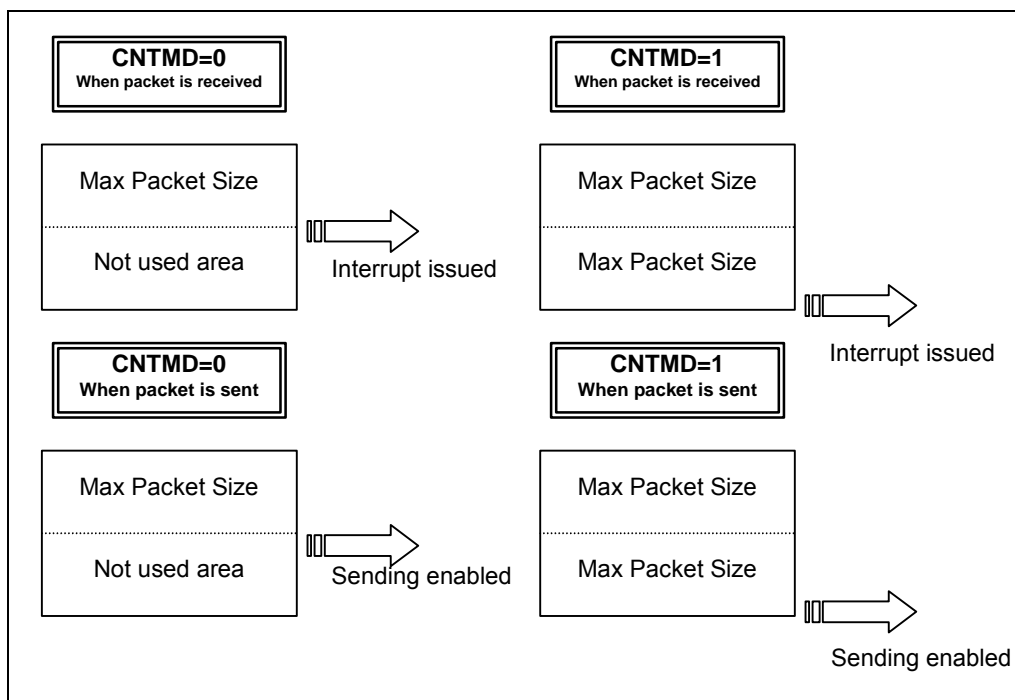 CNTMD=0
When packet is received
CNTMD=1
When packet is received
Max Packet Size
Not used area
Interrupt issued
Max Packet Size
Max Packet Size
Interrupt issued
CNTMD=0
When packet is sent
CNTMD=1
When packet is sent
Max Packet Size
Not used area
Sending enabled
Max Packet Size
Max Packet Size
Sending enabled